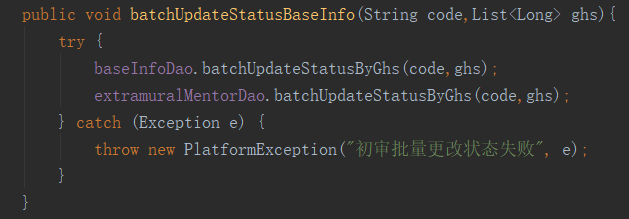 public void batchUpdateStatusBaseInfo(String code,List<Long> ghs){
try {
baseInfoDao.batchUpdateStatusByGhs(code,ghs);
extramuralMentorDao.batchUpdateStatusByGhs(code,ghs);
} catch (Exception e) {
throw new PlatformException("初审批量更改状态失败", e);
}
}